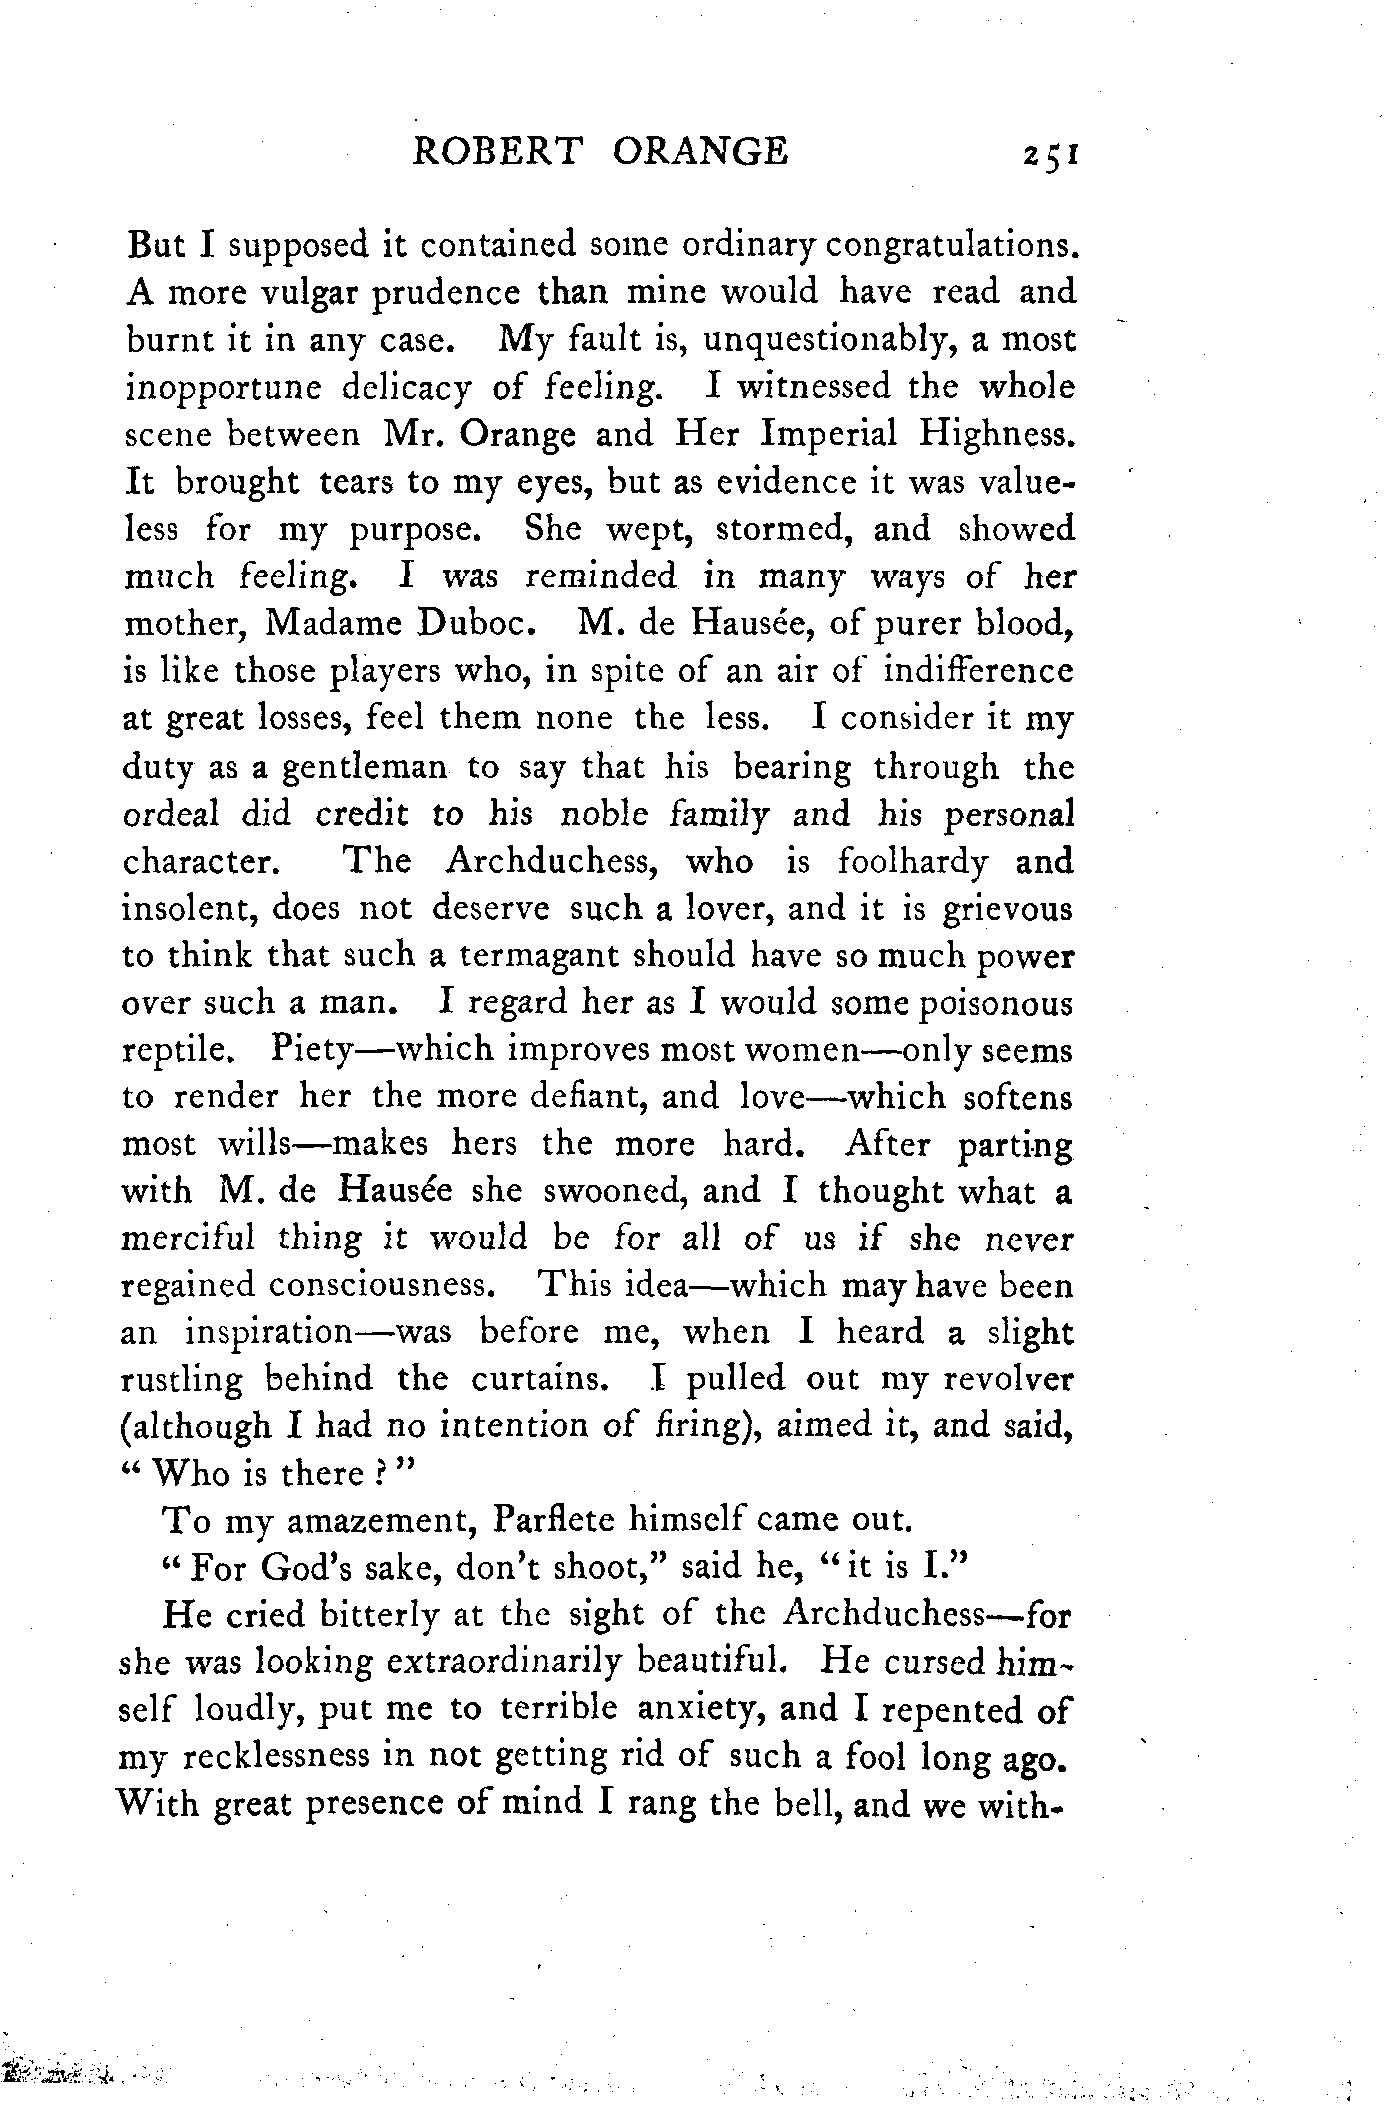 ROBERT ORANGE 251
But I supposed it contained some ordinary congratulations.
A more vulgar prudence than mine would have read and
burnt it in any case. My fault is, unquestionably, a most
inopportune delicacy of feeling. I witnessed the whole
scene between Mr. Orange and Her Imperial Highness.
It brought tears to my eyes, but as evidence it was value-
less for my purpose. She wept, stormed, and showed
much feeling. I was reminded in many ways of her
mother, Madame Duboc. M. de Hausée, of purer blood,
is like those players who, in spite of an air of indifference
at great losses, feel them none the less. I consider it my
duty as a gentleman to say that his bearing through the
ordeal did credit to his noble family and his personal
character. The Archduchess, who is foolhardy and
insolent, does not deserve such a lover, and it is grievous
to think that such a termagant should have so much power
over such a man. I regard her as I would some poisonous
reptile. Piety—which improves most women—only seems
to render her the more defiant, and love—which softens
most wills—makes hers the more hard. After parting
with M. de Hausée she swooned, and I thought what a
merciful thing it would be for all of us if she never
regained consciousness. This idea—which may have been
an inspiration—was before me, when I heard a slight
rustling behind the curtains. I pulled out my revolver
(although I had no intention of firing), aimed it, and said,
“ Who is there ? ”
To my amazement, Parflete himself came out.
“ For God's sake, don't shoot,” said he, “ it is I.”
He cried bitterly at the sight of the Archduchess—for
she was looking extraordinarily beautiful. He cursed him-
self loudly, put me to terrible anxiety, and I repented of
my recklessness in not getting rid of such a fool long ago.
With great presence of mind I rang the bell, and we with-